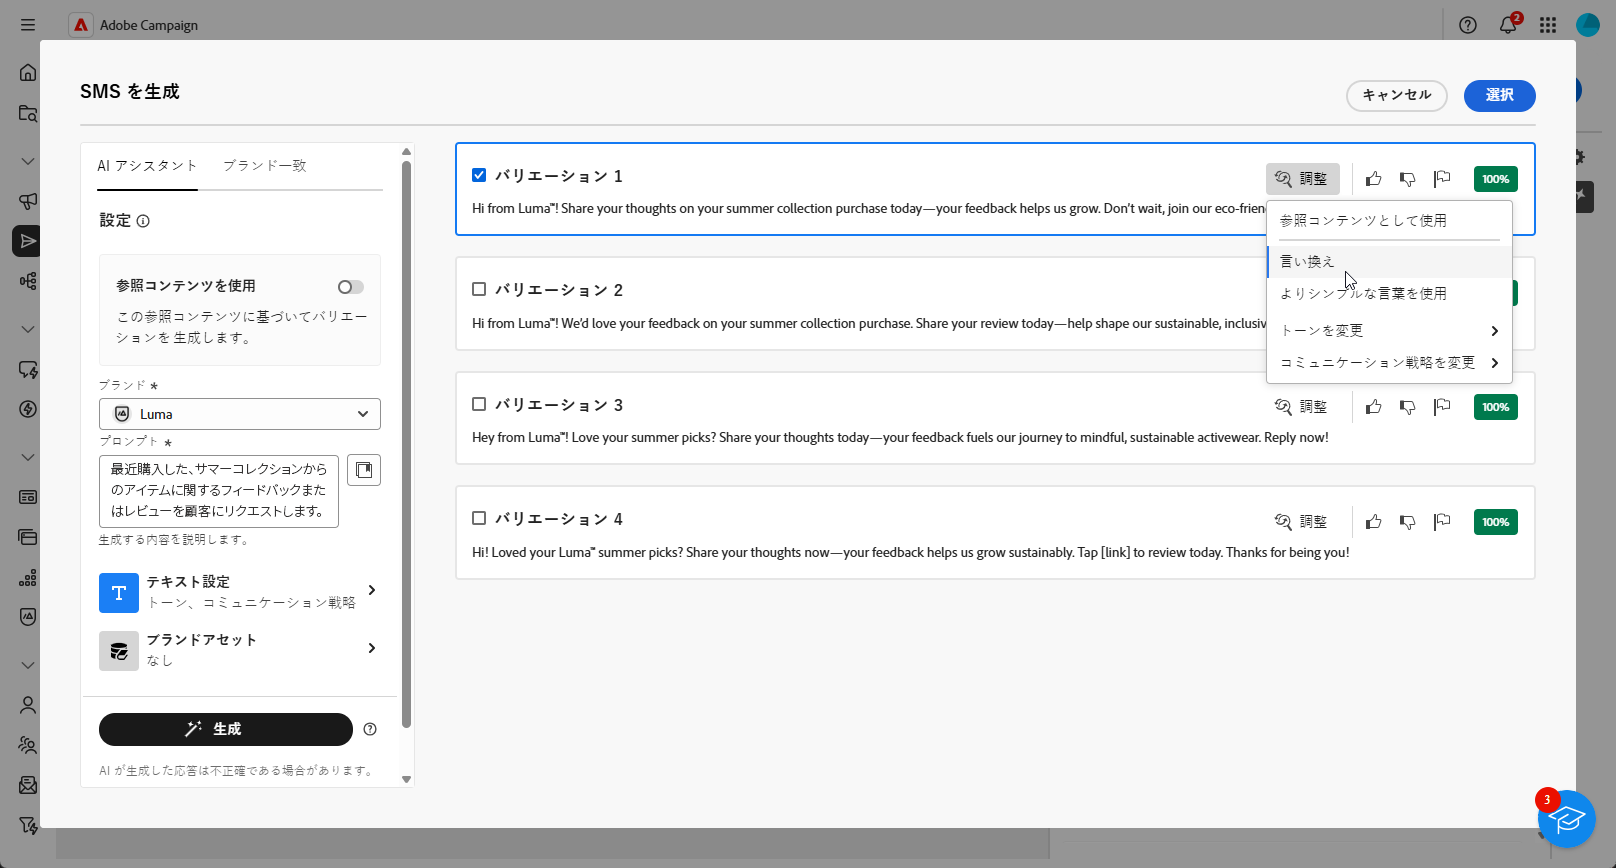 Adobe Campaign
2
SMS を生成
キャンセル
選択
AI アシスタント
ブランド一致
設定
参照コンテンツを使用
この参照コンテンツに基づいてバリエー
ションを生成します。
ブランド *
Luma
プロンプト *
最近購入した、サマーコレクションから
のアイテムに関するフィードバックまた
はレビューを顧客にリクエストします。
生成する内容を説明します。
テキスト設定
トーン、コミュニケーション戦略
ブランドアセット
なし
生成
AI が生成した応答は不正確である場合があります。
バリエーション 1
調整
100%
Hi from Luma™! Share your thoughts on your summer collection purchase today—your feedback helps us grow. Don't wait, join our eco-frien
参照コンテンツとして使用
言い換え
よりシンプルな言葉を使用
トーンを変更
コミュニケーション戦略を変更
バリエーション 2
Hi from Luma™! We'd love your feedback on your summer collection purchase. Share your review today—help shape our sustainable, inclusiv
バリエーション 3
調整
100%
Hey from Luma™! Love your summer picks? Share your thoughts today—your feedback fuels our journey to mindful, sustainable activewear. Reply now!
バリエーション 4
調整
100%
Hi! Loved your Luma™ summer picks? Share your thoughts now—your feedback helps us grow sustainably. Tap [link] to review today. Thanks for being you!
3